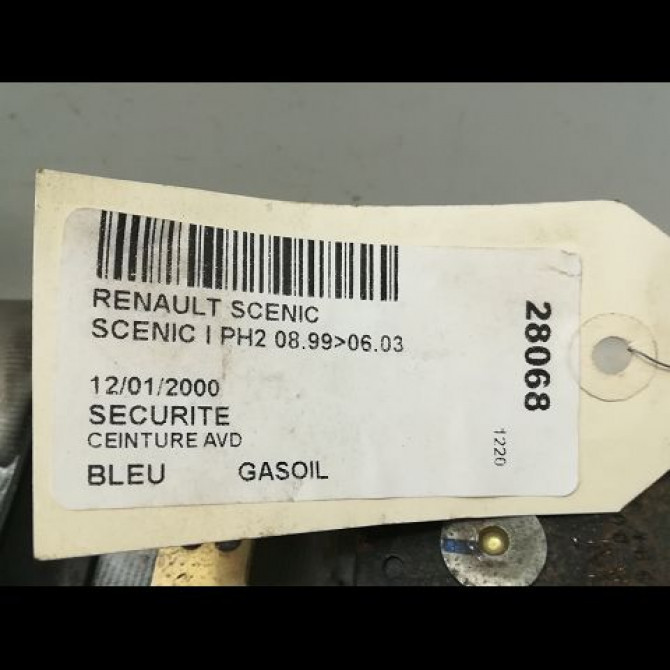 RENAULT SCENIC
SCENIC I PH2 08.99>06.03
12/01/2000
SECURITE
CEINTURE AVD
BLEU GASOIL
28068
1220